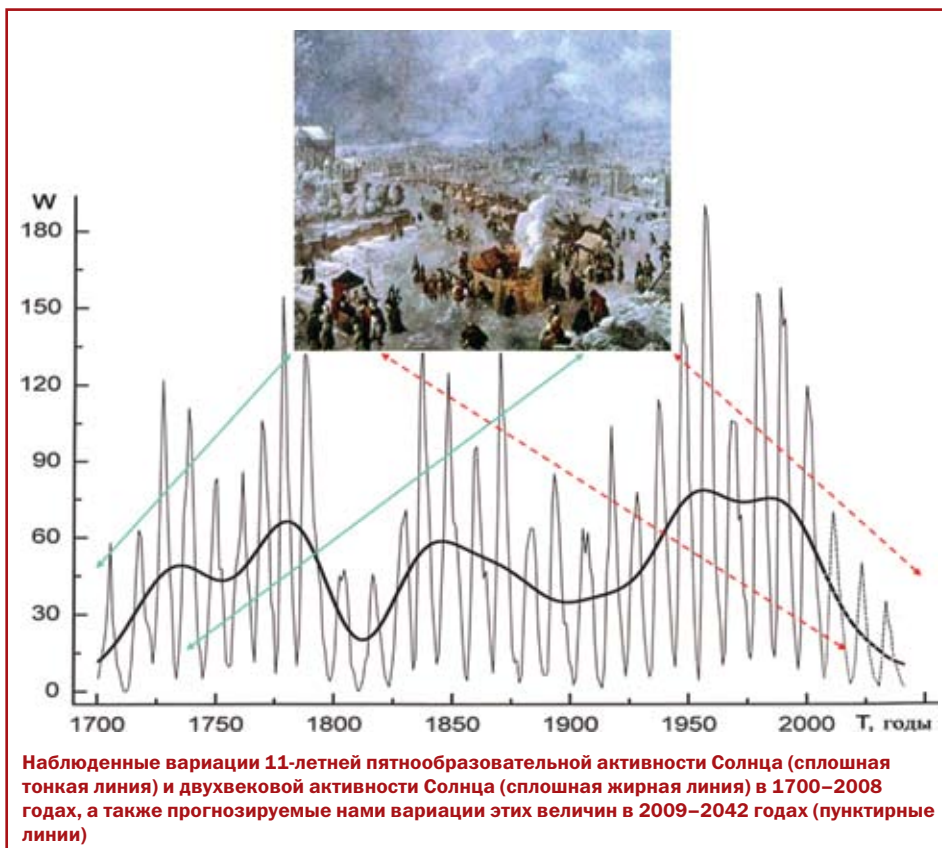 W
180
150
120
90
60
30
0
1700 1750 1800 1850 1900 1950 2000 T, годы
Наблюденные вариации 11-летней пятнообразовательной активности Солнца (сплошная
тонкая линия) и двухвековой активности Солнца (сплошная жирная линия) в 1700–2008
годах, а также прогнозируемые нами вариации этих величин в 2009–2042 годах (пунктирные
линии)